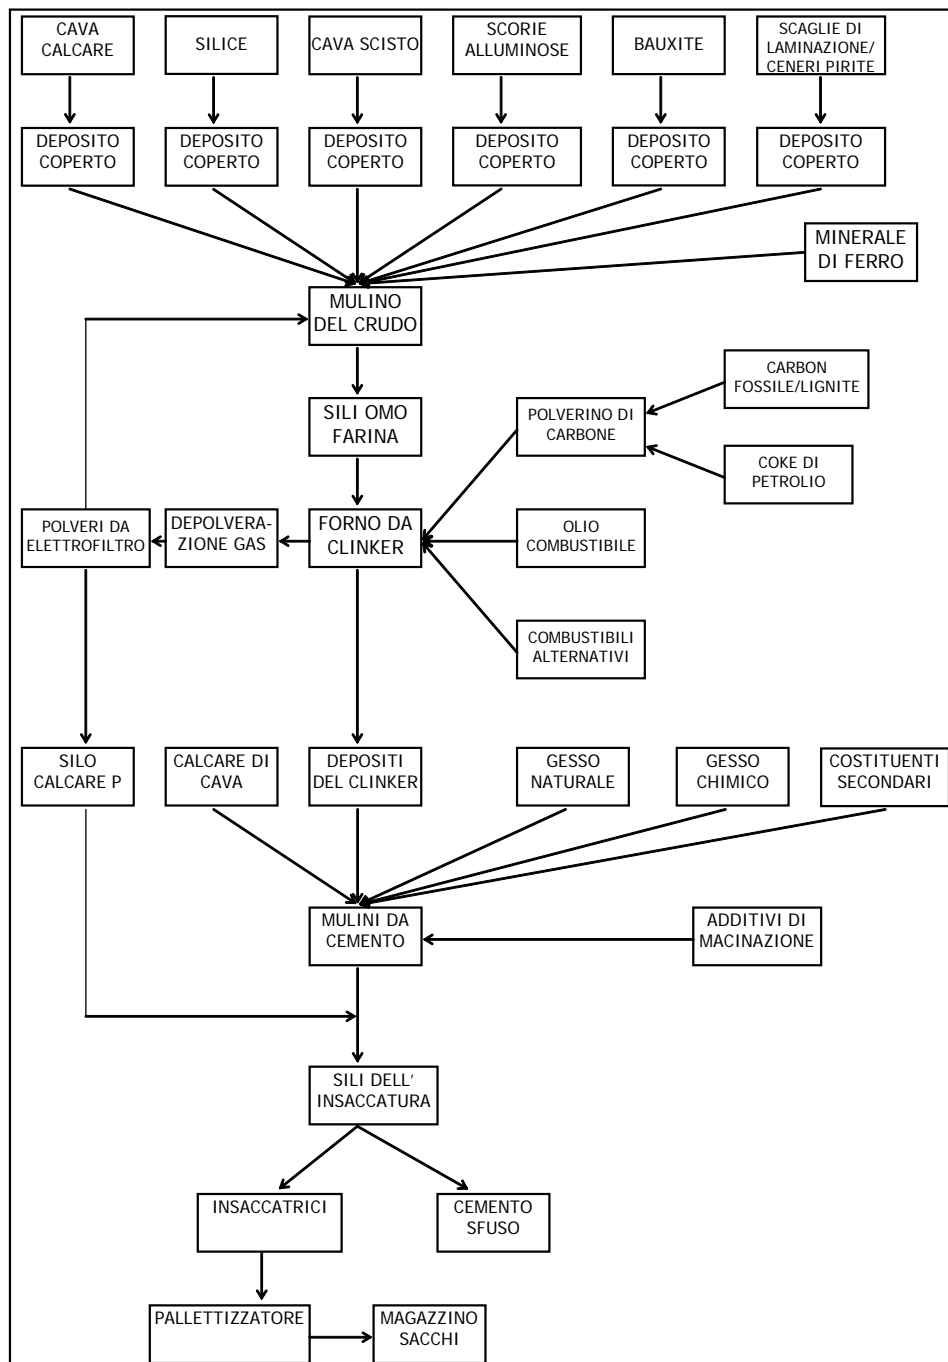 CAVA
CALCARE
SILICE
CAVA SCISTO
SCORIE
ALLUMINOSE
BAUXITE
SCAGLIE DI
LAMINAZIONE/
CENERI PIRITE
DEPOSITO
COPERTO
DEPOSITO
COPERTO
DEPOSITO
COPERTO
DEPOSITO
COPERTO
DEPOSITO
COPERTO
DEPOSITO
COPERTO
MINERALE
DI FERRO
MULINO
DEL CRUDO
CARBON
FOSSILE/LIGNITE
SILI OMO
FARINA
POLVERINO DI
CARBONE
COKE DI
PETROLIO
POLVERI DA
ELETTROFILTRO
DEPOLVERA-
ZIONE GAS
FORNO DA
CLINKER
OLIO
COMBUSTIBILE
COMBUSTIBILI
ALTERNATIVI
SILO
CALCARE P
CALCARE DI
CAVA
DEPOSITI
DEL CLINKER
GESSO
NATURALE
GESSO
CHIMICO
COSTITUENTI
SECONDARI
MULINI DA
CEMENTO
ADDITIVI DI
MACINAZIONE
SILI DELL'
INSACCATURA
INSACCATRICI
CEMENTO
SFUSO
PALLETTIZZATORE
MAGAZZINO
SACCHI